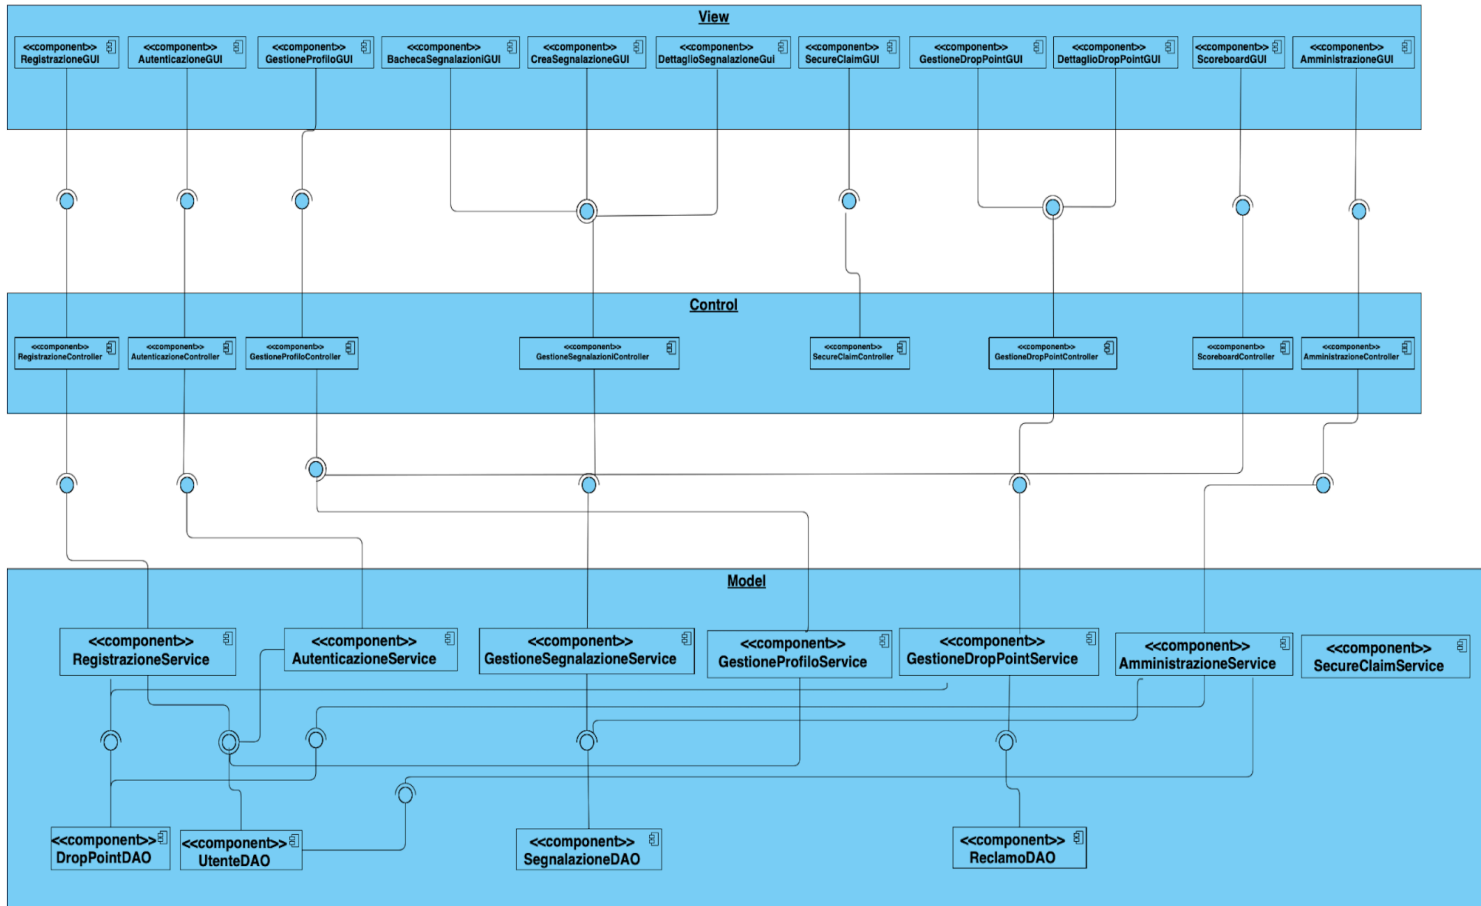 View
<<component>>
RegistrazioneGUI
<<component>>
AutenticazioneGUI
<<component>>
GestioneProfiloGUI
<<component>>
BachecaSegnalazioniGUI
<<component>>
CreaSegnalazioneGUI
<<component>>
DettaglioSegnalazioneGui
<<component>>
SecureClaimGUI
<<component>>
GestioneDropPointGUI
<<component>>
DettaglioDropPointGUI
<<component>>
ScoreboardGUI
<<component>>
AmministrazioneGUI
Control
<<component>>
RegistrazioneController
<<component>>
AutenticazioneController
<<component>>
GestioneProfiloController
<<component>>
GestioneSegnalazioniController
<<component>>
SecureClaimController
<<component>>
GestioneDropPointController
<<component>>
ScoreboardController
<<component>>
AmministrazioneController
Model
<<component>>
RegistrazioneService
<<component>>
AutenticazioneService
<<component>>
GestioneSegnalazioneService
<<component>>
GestioneProfiloService
<<component>>
GestioneDropPointService
<<component>>
AmministrazioneService
<<component>>
SecureClaimService
<<component>>
DropPointDAO
<<component>>
UtenteDAO
<<component>>
SegnalazioneDAO
<<component>>
ReclamoDAO